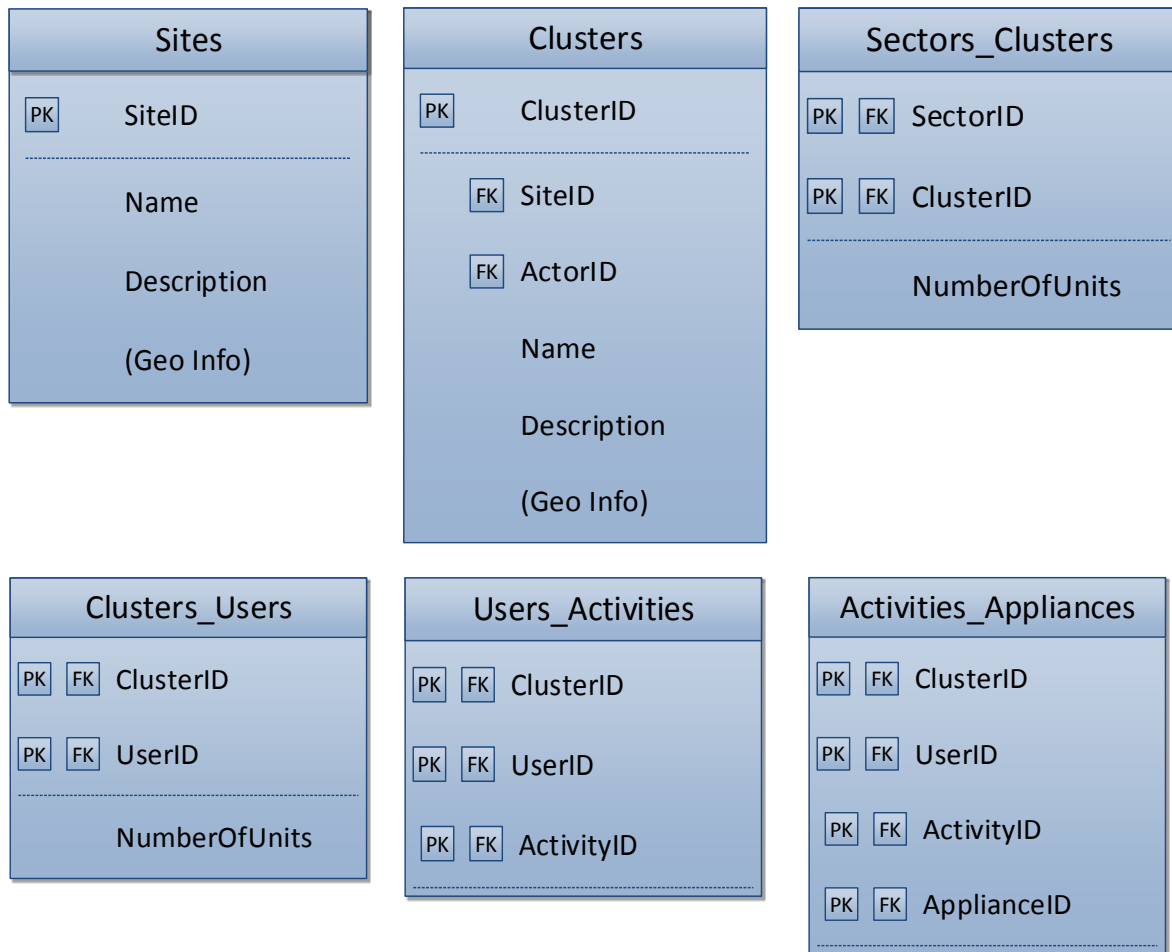 Sites
PK SiteID
Name
Description
(Geo Info)
Clusters
PK ClusterID
FK SiteID
FK ActorID
Name
Description
(Geo Info)
Sectors_Clusters
PK FK SectorID
PK FK ClusterID
NumberOfUnits
Clusters_Users
PK FK ClusterID
PK FK UserID
NumberOfUnits
Users_Activities
PK FK ClusterID
PK FK UserID
PK FK ActivityID
Activities_Appliances
PK FK ClusterID
PK FK UserID
PK FK ActivityID
PK FK ApplianceID